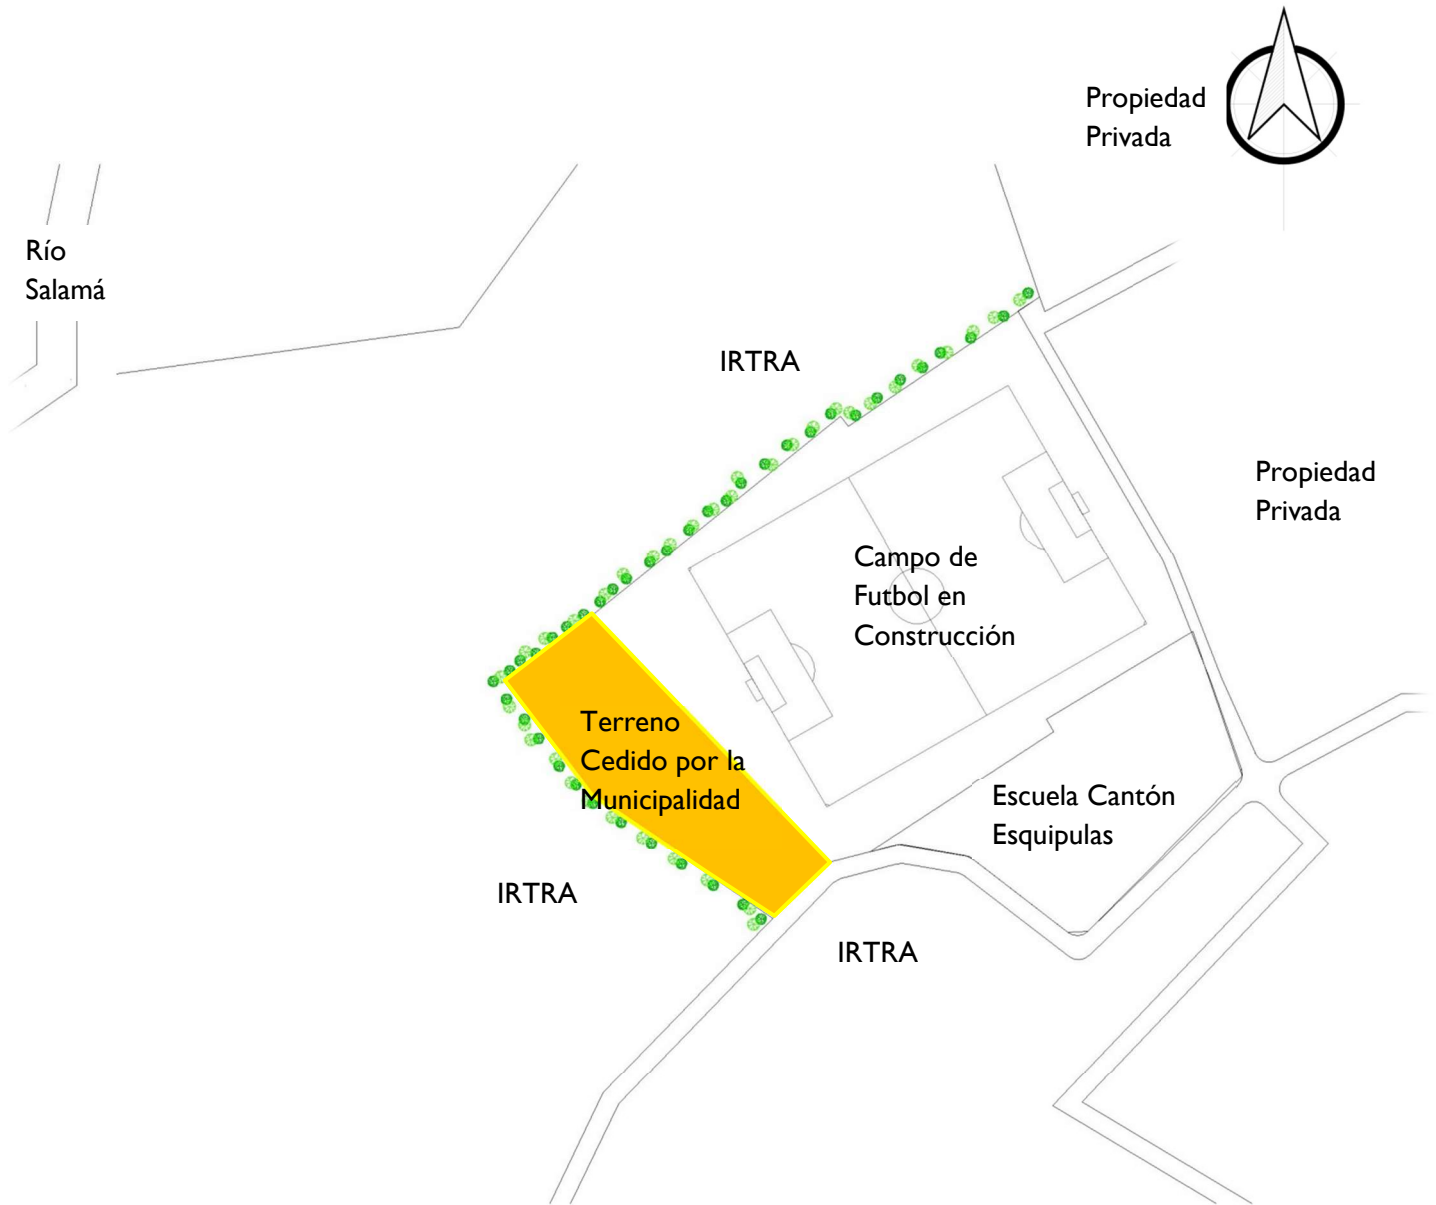 Propiedad
Privada
Río
Salamá
IRTRA
Propiedad
Privada
Campo de
Futbol en
Construcción
Terreno
Cedido por la
Municipalidad
Escuela Cantón
Esquipulas
IRTRA
IRTRA